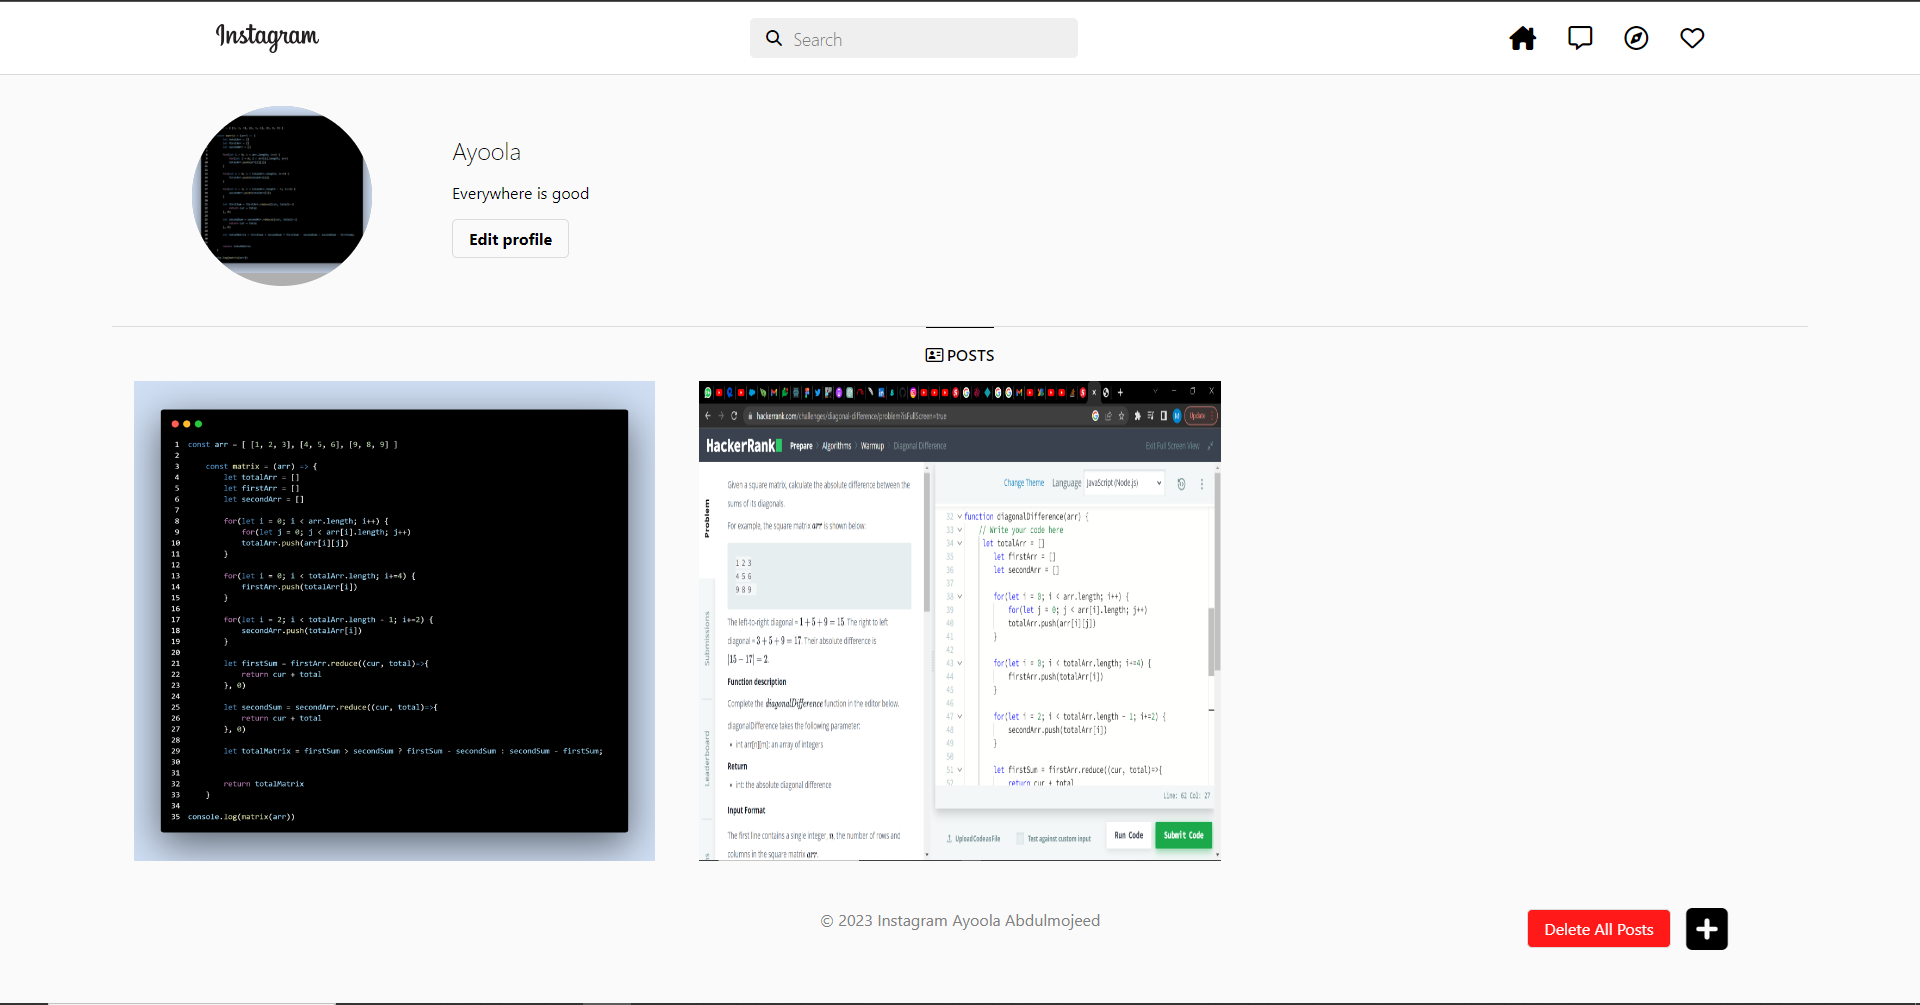 Instagram
Search
Ayoola
Everywhere is good
Edit profile
POSTS
1 const arr = [ [1, 2, 3], [4, 5, 6], [9, 8, 9] ]
2
3 const matrix = (arr) => {
4 let totalArr = []
5 let firstArr = []
6 let secondArr = []
7
8 for(let i = 0; i < arr.length; i++) {
9 for(let j = 0; j < arr[i].length; j++)
10 totalArr.push(arr[i][j])
11 }
12
13 for(let i = 0; i < totalArr.length; i+=4) {
14 firstArr.push(totalArr[i])
15 }
16
17 for(let i = 2; i < totalArr.length - 1; i+=2) {
18 secondArr.push(totalArr[i])
19 }
20
21 let firstSum = firstArr.reduce((cur, total)=>{
22 return cur + total
23 }, 0)
24
25 let secondSum = secondArr.reduce((cur, total)=>{
26 return cur + total
27 }, 0)
28
29 let totalMatrix = firstSum > secondSum ? firstSum - secondSum : secondSum - firstSum;
30
31
32 return totalMatrix
33 }
34
35 console.log(matrix(arr))
hackerrank.com/challenges/diagonal-difference/problem?isFullScreen=true
Update
HackerRank Prepare > Algorithms > Warmup > Diagonal Difference
Exit Full Screen View
Problem
Submissions
Leaderboard
Given a square matrix, calculate the absolute difference between the
sums of its diagonals.
For example, the square matrix arr is shown below:
1 2 3
4 5 6
9 8 9
The left-to-right diagonal = 1 + 5 + 9 = 15. The right to left
diagonal = 3 + 5 + 9 = 17. Their absolute difference is
|15 − 17| = 2.
Function description
Complete the diagonalDifference function in the editor below.
diagonalDifference takes the following parameter:
• int arr[n][m]: an array of integers
Return
• int: the absolute diagonal difference
Input Format
The first line contains a single integer, n, the number of rows and
columns in the square matrix arr.
Change Theme Language JavaScript (Node.js)
32 function diagonalDifference(arr) {
33 // Write your code here
34 let totalArr = []
35 let firstArr = []
36 let secondArr = []
37
38 for(let i = 0; i < arr.length; i++) {
39 for(let j = 0; j < arr[i].length; j++)
40 totalArr.push(arr[i][j])
41 }
42
43 for(let i = 0; i < totalArr.length; i+=4) {
44 firstArr.push(totalArr[i])
45 }
46
47 for(let i = 2; i < totalArr.length - 1; i+=2) {
48 secondArr.push(totalArr[i])
49 }
50
51 let firstSum = firstArr.reduce((cur, total)=>{
52 return cur + total
Line: 62 Col: 27
Upload Code as File
Test against custom input
Run Code
Submit Code
© 2023 Instagram Ayoola Abdulmojeed
Delete All Posts